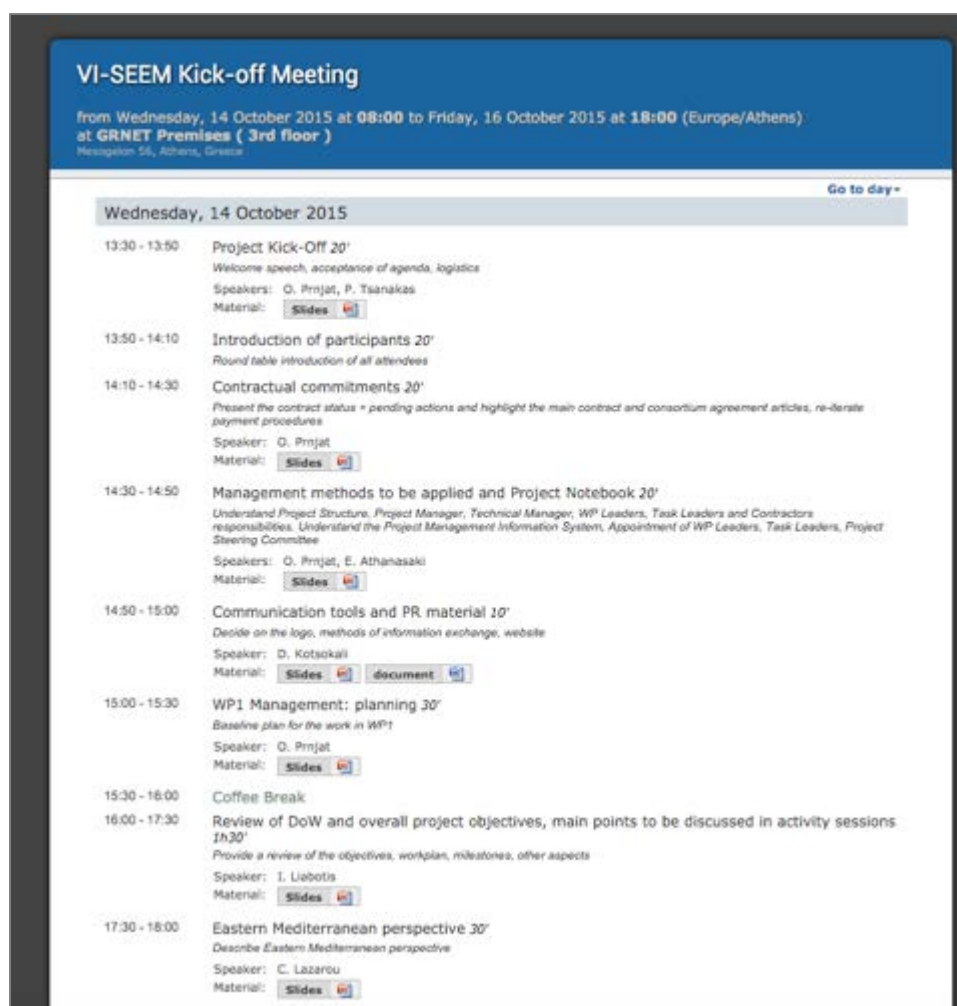 VI-SEEM Kick-off Meeting
from Wednesday, 14 October 2015 at 08:00 to Friday, 16 October 2015 at 18:00 (Europe/Athens)
at GRNET Premises ( 3rd floor )
Mesogeion 56, Athens, Greece
Go to day
Wednesday, 14 October 2015
13:30 - 13:50 Project Kick-Off 20'
Welcome speech, acceptance of agenda, logistics
Speakers: O. Prnjat, P. Tsanakas
Material: Slides
13:50 - 14:10 Introduction of participants 20'
Round table introduction of all attendees
14:10 - 14:30 Contractual commitments 20'
Present the contract status + pending actions and highlight the main contract and consortium agreement articles, re-iterate
payment procedures
Speaker: O. Prnjat
Material: Slides
14:30 - 14:50 Management methods to be applied and Project Notebook 20'
Understand Project Structure, Project Manager, Technical Manager, WP Leaders, Task Leaders and Contractors
responsibilities. Understand the Project Management Information System, Appointment of WP Leaders, Task Leaders, Project
Steering Committee
Speakers: O. Prnjat, E. Athanasaki
Material: Slides
14:50 - 15:00 Communication tools and PR material 10'
Decide on the logo, methods of information exchange, website
Speaker: D. Kotsokali
Material: Slides document
15:00 - 15:30 WP1 Management: planning 30'
Baseline plan for the work in WP1
Speaker: O. Prnjat
Material: Slides
15:30 - 16:00 Coffee Break
16:00 - 17:30 Review of DoW and overall project objectives, main points to be discussed in activity sessions
1h30'
Provide a review of the objectives, workplan, milestones, other aspects
Speaker: I. Liabotis
Material: Slides
17:30 - 18:00 Eastern Mediterranean perspective 30'
Describe Eastern Mediterranean perspective
Speaker: C. Lazarou
Material: Slides